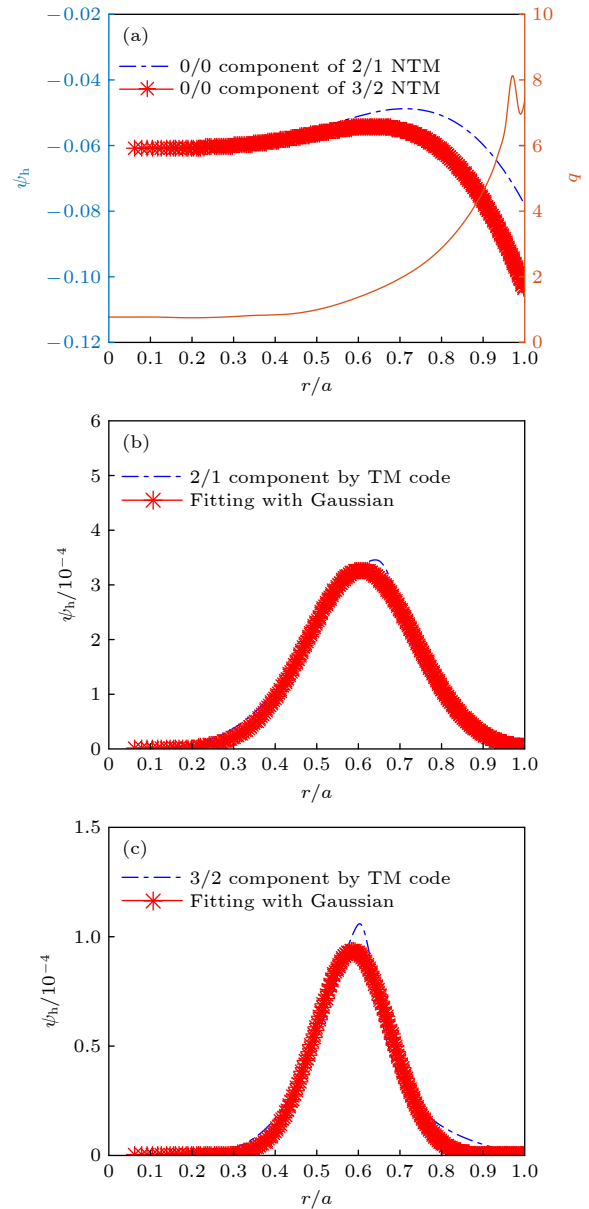 −0.02
10
(a)
0/0 component of 2/1 NTM
−0.04
8
0/0 component of 3/2 NTM
−0.06
6
ψh
q
−0.08
4
−0.10
2
−0.12
0
0 0.1 0.2 0.3 0.4 0.5 0.6 0.7 0.8 0.9 1.0
r/a
6
(b)
5
2/1 component by TM code
Fitting with Gaussian
4
ψh/10−4
3
2
1
0
0 0.1 0.2 0.3 0.4 0.5 0.6 0.7 0.8 0.9 1.0
r/a
1.5
(c)
3/2 component by TM code
Fitting with Gaussian
1.0
ψh/10−4
0.5
0
0 0.1 0.2 0.3 0.4 0.5 0.6 0.7 0.8 0.9 1.0
r/a